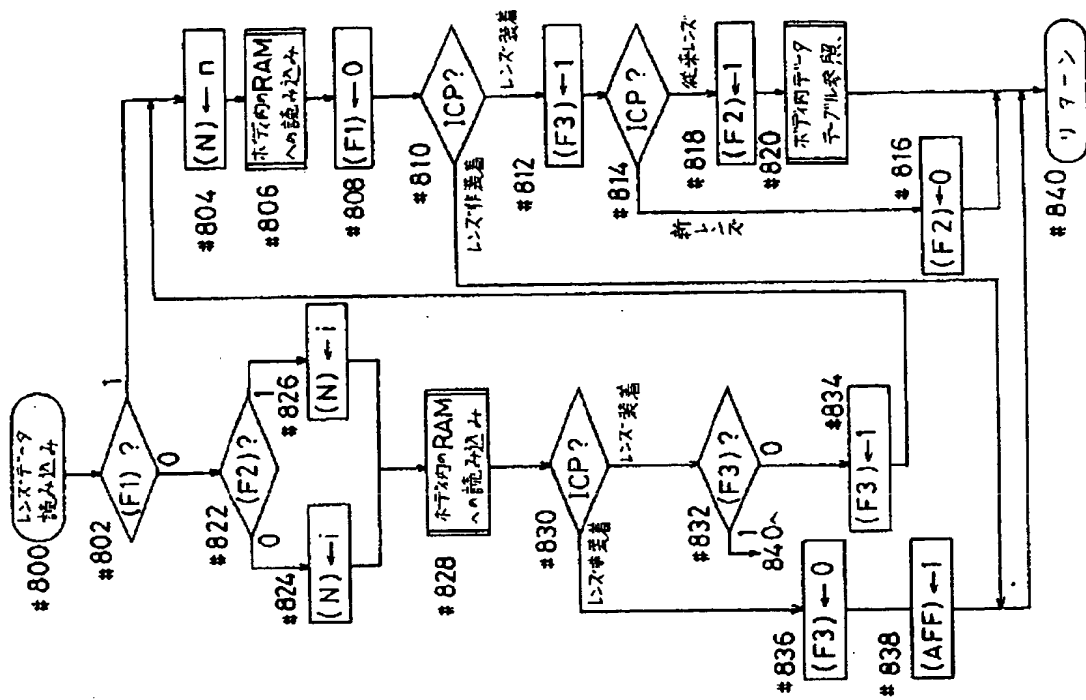 #800
レンズデータ
読み込み
#802
(F1) ?
1
0
#822
(F2) ?
0
1
#824
(N) ← i
#826
(N) ← i
#828
ボディ内のRAM
への読み込み
#830
ICP?
レンズ非装着
レンズ装着
#832
(F3) ?
1
840へ
0
#834
(F3) ← 1
#836
(F3) ← 0
#838
(AFF) ← 1
#804
(N) ← n
#806
ボディ内のRAM
への読み込み
#808
(F1) ← 0
#810
ICP?
レンズ非装着
レンズ装着
#812
(F3) ← 1
#814
ICP?
新
レンズ
従来レンズ
#818
(F2) ← 1
#820
ボディ内データ
テーブル参照、
#816
(F2) ← 0
#840
リターン